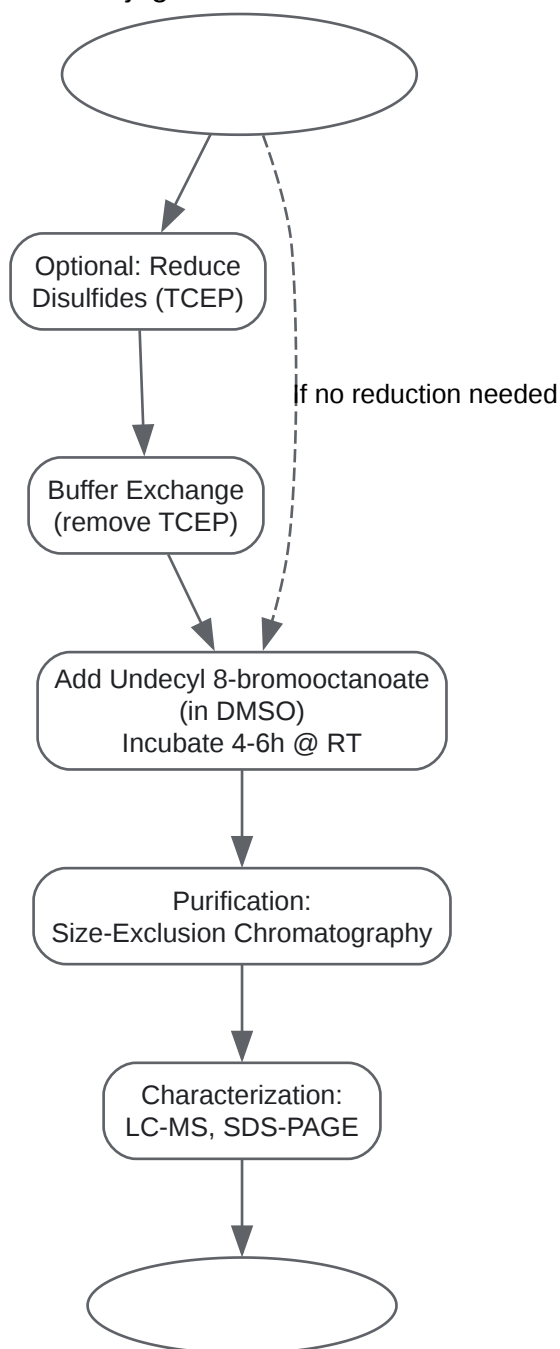 Optional: Reduce
Disulfides (TCEP)
If no reduction needed
Buffer Exchange
(remove TCEP)
Add Undecyl 8-bromooctanoate
(in DMSO)
Incubate 4-6h @ RT
Purification:
Size-Exclusion Chromatography
Characterization:
LC-MS, SDS-PAGE